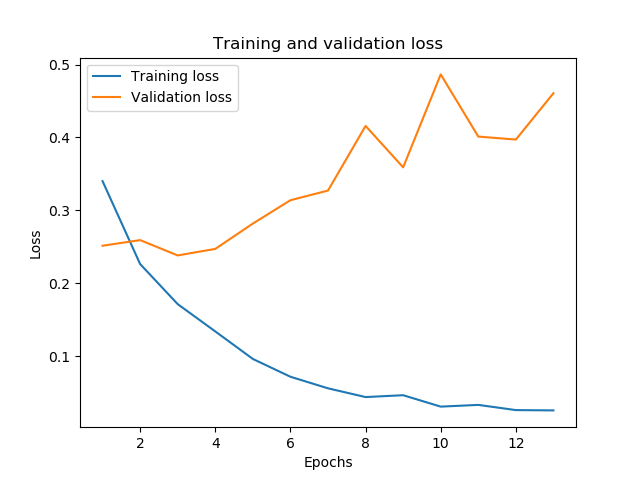 Training and validation loss
Training loss
Validation loss
0.5
0.4
0.3
0.2
0.1
Loss
2 4 6 8 10 12
Epochs